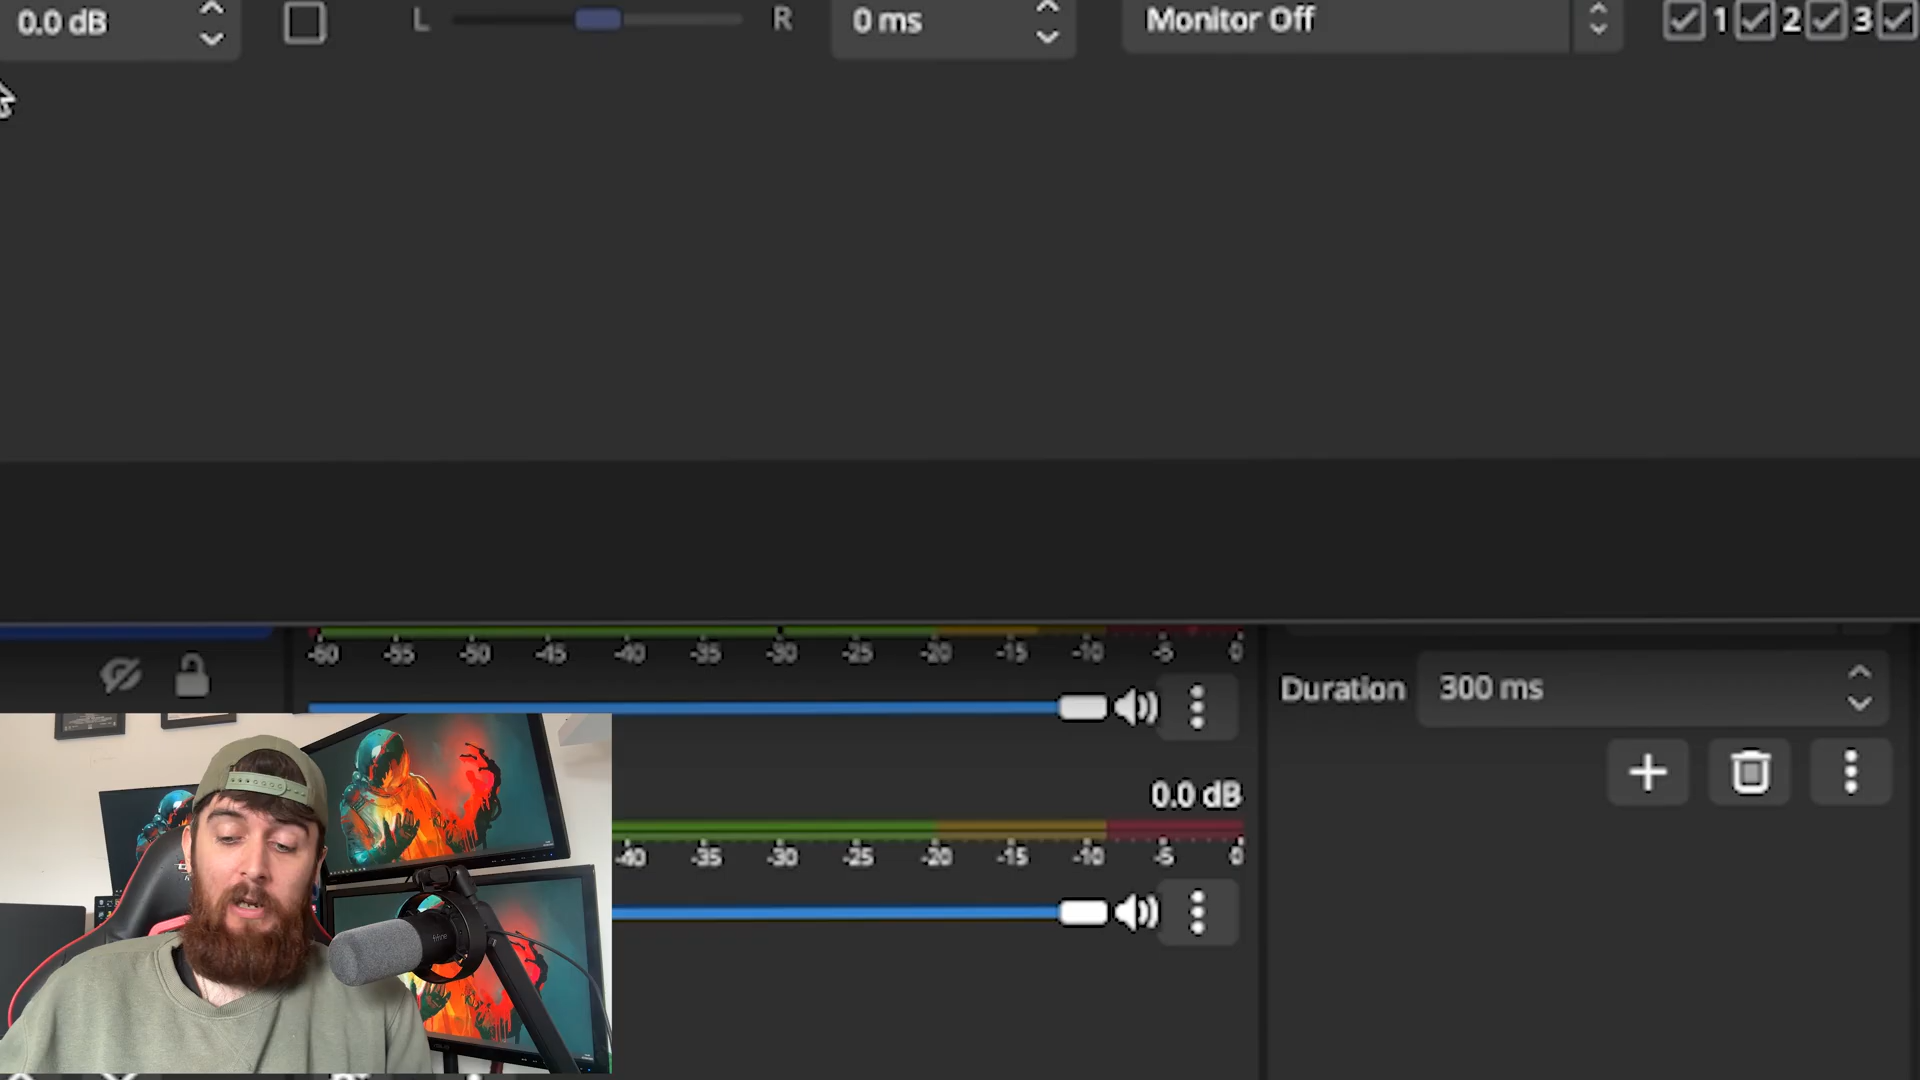 0.0 dB L R 0 ms Monitor Off 1 2 3
-60 -55 -50 -45 -40 -35 -30 -25 -20 -15 -10 -5 0
Duration 300 ms
0.0 dB
-40 -35 -30 -25 -20 -15 -10 -5 0
fifine